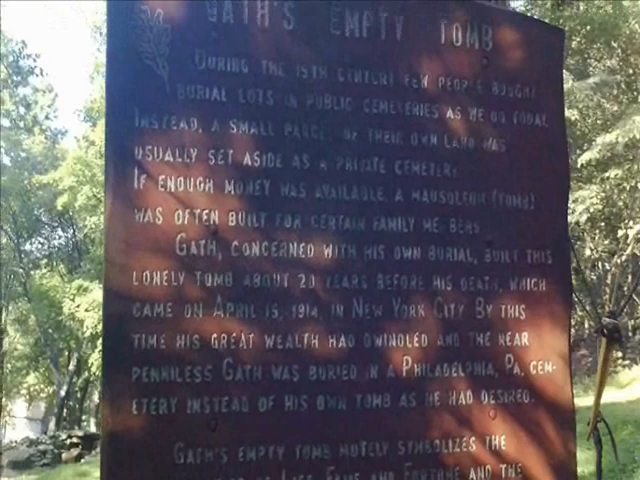 GATH'S EMPTY TOMB
DURING THE 19TH CENTURY FEW PEOPLE BOUGHT
BURIAL LOTS IN PUBLIC CEMETERIES AS WE DO TODAY.
INSTEAD, A SMALL PARCEL OF THEIR OWN LAND WAS
USUALLY SET ASIDE AS A PRIVATE CEMETERY.
IF ENOUGH MONEY WAS AVAILABLE, A MAUSOLEUM (TOMB)
WAS OFTEN BUILT FOR CERTAIN FAMILY MEMBERS.
GATH, CONCERNED WITH HIS OWN BURIAL, BUILT THIS
LONELY TOMB ABOUT 20 YEARS BEFORE HIS DEATH, WHICH
CAME ON APRIL 15, 1914, IN NEW YORK CITY. BY THIS
TIME HIS GREAT WEALTH HAD DWINDLED AND THE NEAR
PENNILESS GATH WAS BURIED IN A PHILADELPHIA, PA. CEM-
ETERY INSTEAD OF HIS OWN TOMB AS HE HAD DESIRED.
GATH'S EMPTY TOMB MUTELY SYMBOLIZES THE
LIFE, FAME AND FORTUNE AND THE